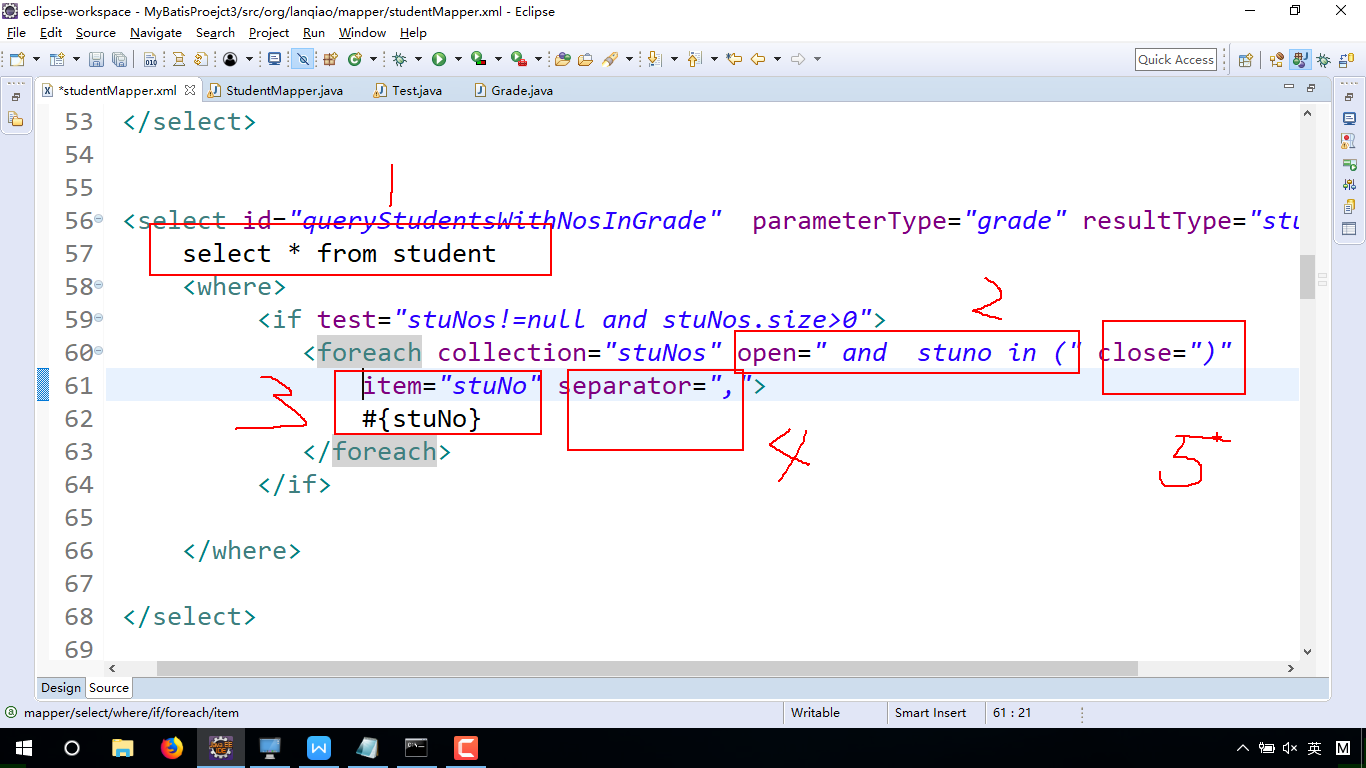 eclipse-workspace - MyBatisProejct3/src/org/lanqiao/mapper/studentMapper.xml - Eclipse
File Edit Source Navigate Search Project Run Window Help
Quick Access
*studentMapper.xml StudentMapper.java Test.java Grade.java
53 </select>
54
55
1
56 <select id="queryStudentsWithNosInGrade"  parameterType="grade" resultType="stu
57 select * from student
58 <where>
2
59 <if test="stuNos!=null and stuNos.size>0">
60 <foreach collection="stuNos" open=" and  stuno in (" close=")"
61 item="stuNo" separator=",">
3
62 #{stuNo}
4
5
63 </foreach>
64 </if>
65
66 </where>
67
68 </select>
69
Design Source
mapper/select/where/if/foreach/item Writable Smart Insert 61 : 21
英 M